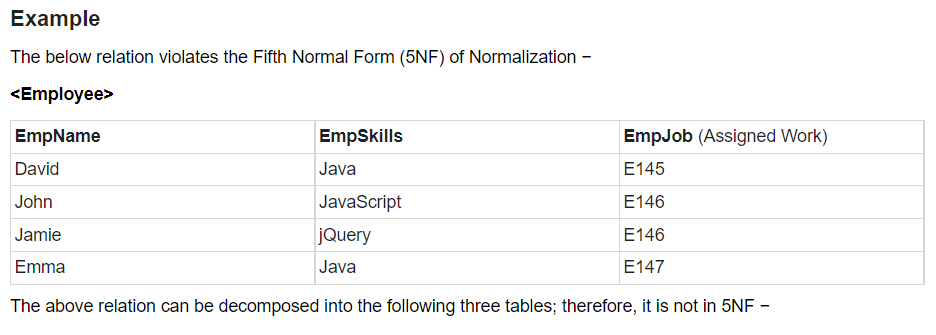 Example
The below relation violates the Fifth Normal Form (5NF) of Normalization −
<Employee>
EmpName EmpSkills EmpJob (Assigned Work)
David Java E145
John JavaScript E146
Jamie jQuery E146
Emma Java E147
The above relation can be decomposed into the following three tables; therefore, it is not in 5NF −